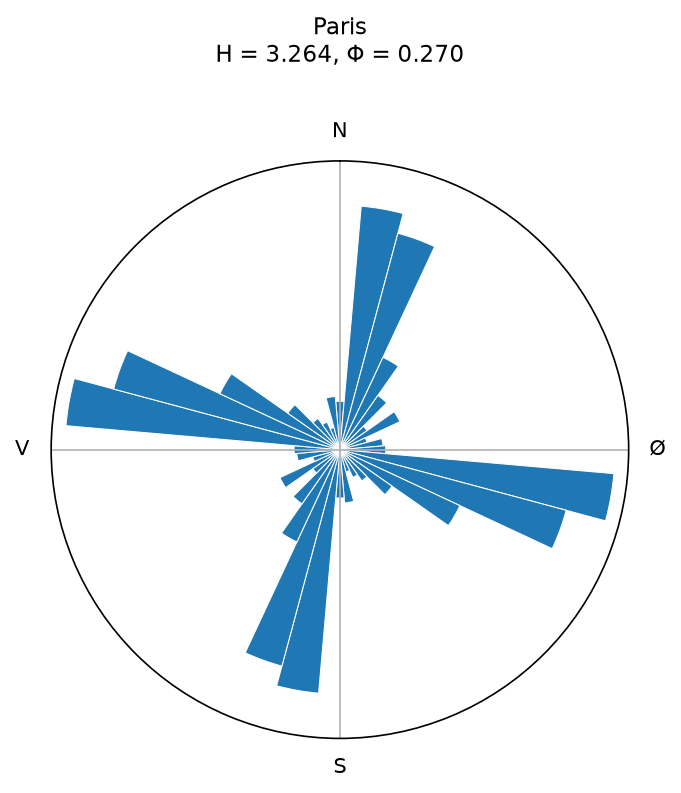 Paris
H = 3.264, Φ = 0.270
N
V
Ø
S